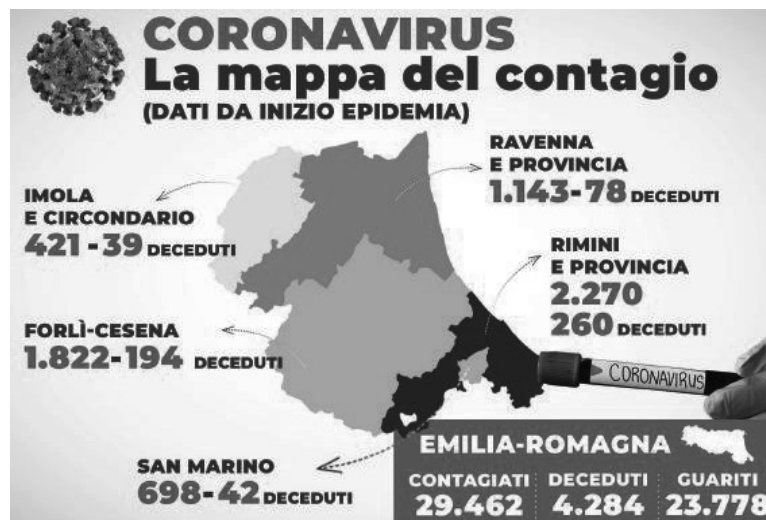 CORONAVIRUS
La mappa del contagio
(DATI DA INIZIO EPIDEMIA)
RAVENNA
E PROVINCIA
1.143-78 DECEDUTI
IMOLA
E CIRCONDARIO
421-39 DECEDUTI
RIMINI
E PROVINCIA
2.270
260 DECEDUTI
FORLÌ-CESENA
1.822-194 DECEDUTI
CORONAVIRUS
SAN MARINO
698-42 DECEDUTI
EMILIA-ROMAGNA
CONTAGIATI DECEDUTI GUARITI
29.462 4.284 23.778